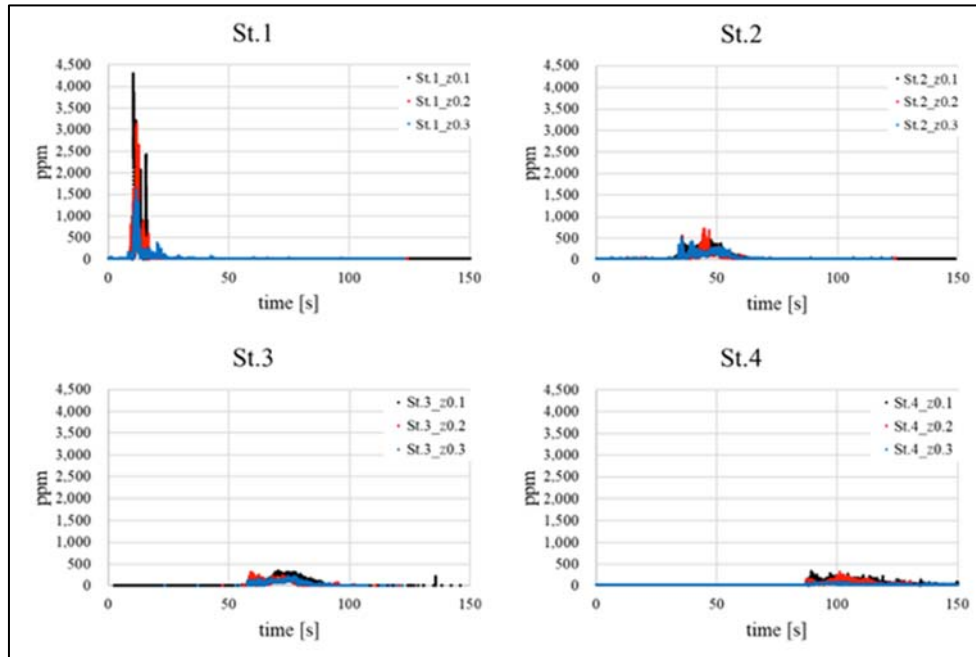 St.1
4,500
4,000
3,500
3,000
2,500
2,000
1,500
1,000
500
0
ppm
0 50 100 150
time [s]
St.1_z0.1
St.1_z0.2
St.1_z0.3
St.2
4,500
4,000
3,500
3,000
2,500
2,000
1,500
1,000
500
0
ppm
0 50 100 150
time [s]
St.2_z0.1
St.2_z0.2
St.2_z0.3
St.3
4,500
4,000
3,500
3,000
2,500
2,000
1,500
1,000
500
0
ppm
0 50 100 150
time [s]
St.3_z0.1
St.3_z0.2
St.3_z0.3
St.4
4,500
4,000
3,500
3,000
2,500
2,000
1,500
1,000
500
0
ppm
0 50 100 150
time [s]
St.4_z0.1
St.4_z0.2
St.4_z0.3